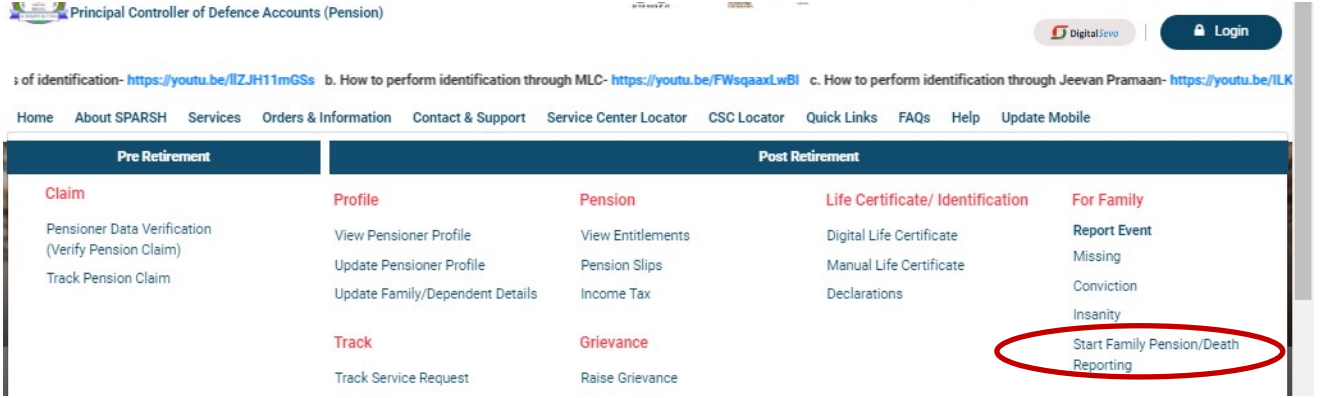 Principal Controller of Defence Accounts (Pension)
DigitalSeva
Login
s of identification- https://youtu.be/llZJH11mGSs b. How to perform identification through MLC- https://youtu.be/FWsqaaxLwBI c. How to perform identification through Jeevan Pramaan- https://youtu.be/ILK
Home About SPARSH Services Orders & Information Contact & Support Service Center Locator CSC Locator Quick Links FAQs Help Update Mobile
Pre Retirement
Post Retirement
Claim
Pensioner Data Verification
(Verify Pension Claim)
Track Pension Claim
Profile
View Pensioner Profile
Update Pensioner Profile
Update Family/Dependent Details
Track
Track Service Request
Pension
View Entitlements
Pension Slips
Income Tax
Grievance
Raise Grievance
Life Certificate/ Identification
Digital Life Certificate
Manual Life Certificate
Declarations
For Family
Report Event
Missing
Conviction
Insanity
Start Family Pension/Death
Reporting